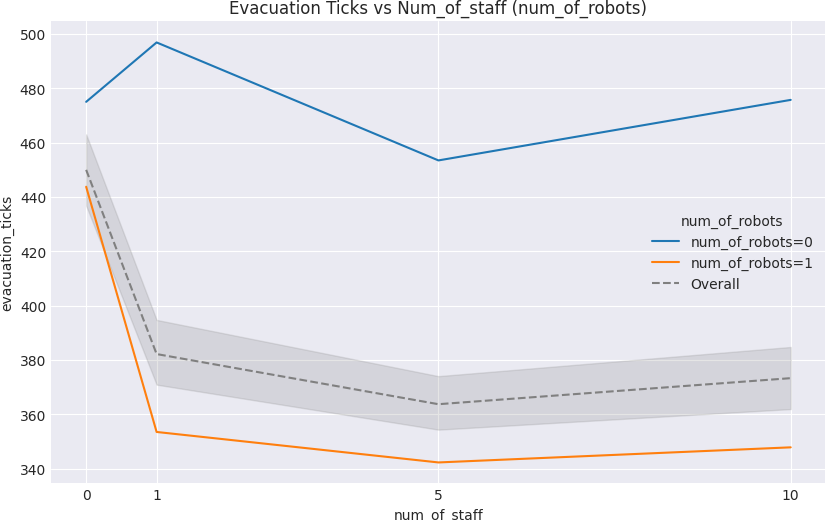 Evacuation Ticks vs Num_of_staff (num_of_robots)
500
480
460
440
420
400
380
360
340
evacuation_ticks
num_of_robots
num_of_robots=0
num_of_robots=1
Overall
0 1 5 10
num_of_staff